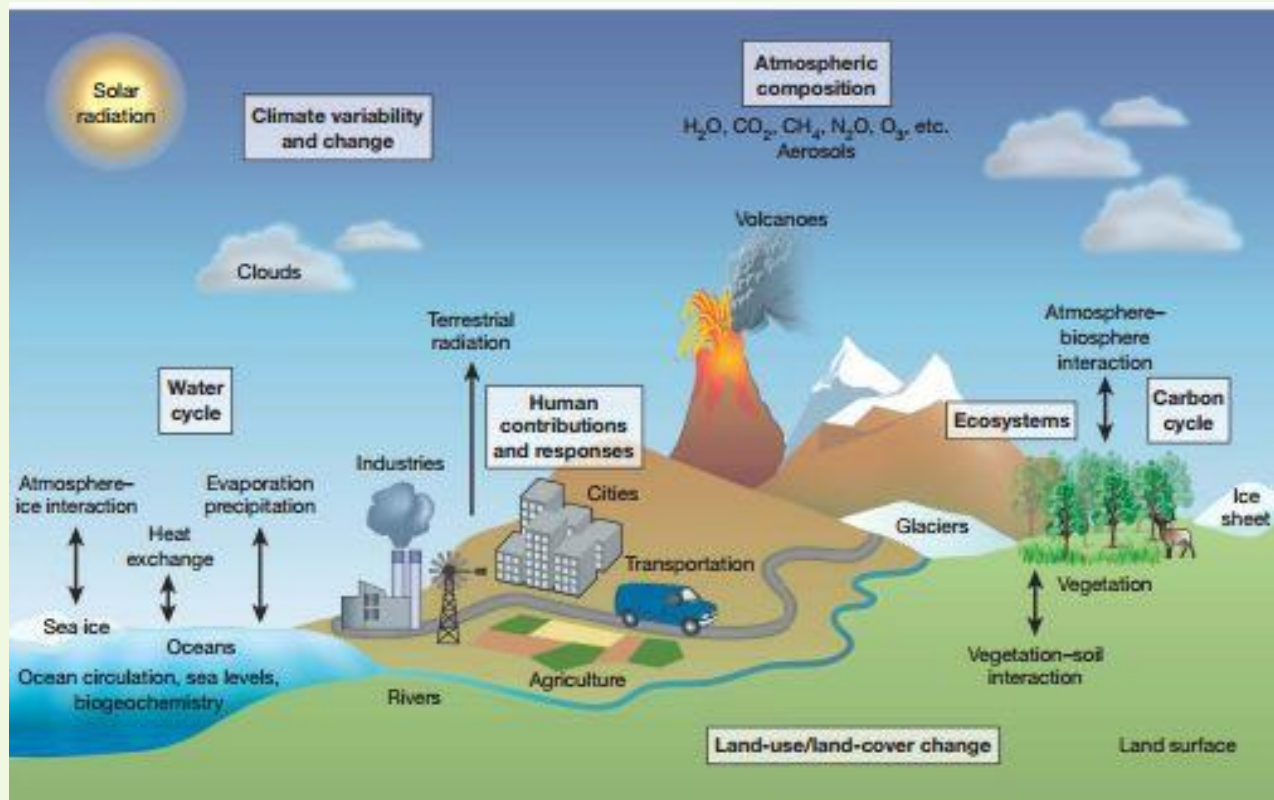 Solar
radiation
Climate variability
and change
Atmospheric
composition
H₂O, CO₂, CH₄, N₂O, O₃, etc.
Aerosols
Volcanoes
Clouds
Terrestrial
radiation
Atmosphere–
biosphere
interaction
Water
cycle
Human
contributions
and responses
Ecosystems
Carbon
cycle
Industries
Cities
Atmosphere–
ice interaction
Evaporation
precipitation
Heat
exchange
Glaciers
Ice
sheet
Transportation
Vegetation
Sea ice
Oceans
Ocean circulation, sea levels,
biogeochemistry
Rivers
Agriculture
Vegetation–soil
interaction
Land-use/land-cover change
Land surface